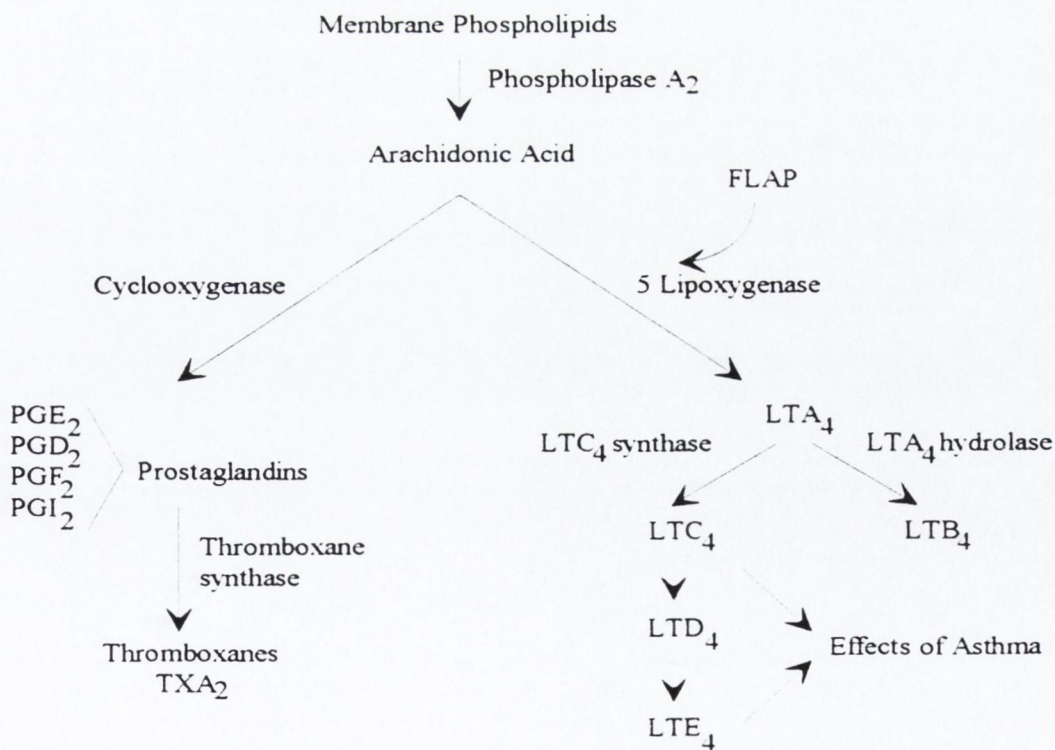 Membrane Phospholipids
Phospholipase A₂
Arachidonic Acid
FLAP
Cyclooxygenase
5 Lipoxygenase
PGE₂
PGD₂
PGF₂
PGI₂
Prostaglandins
Thromboxane
synthase
Thromboxanes
TXA₂
LTA₄
LTC₄ synthase
LTA₄ hydrolase
LTC₄
LTB₄
LTD₄
Effects of Asthma
LTE₄